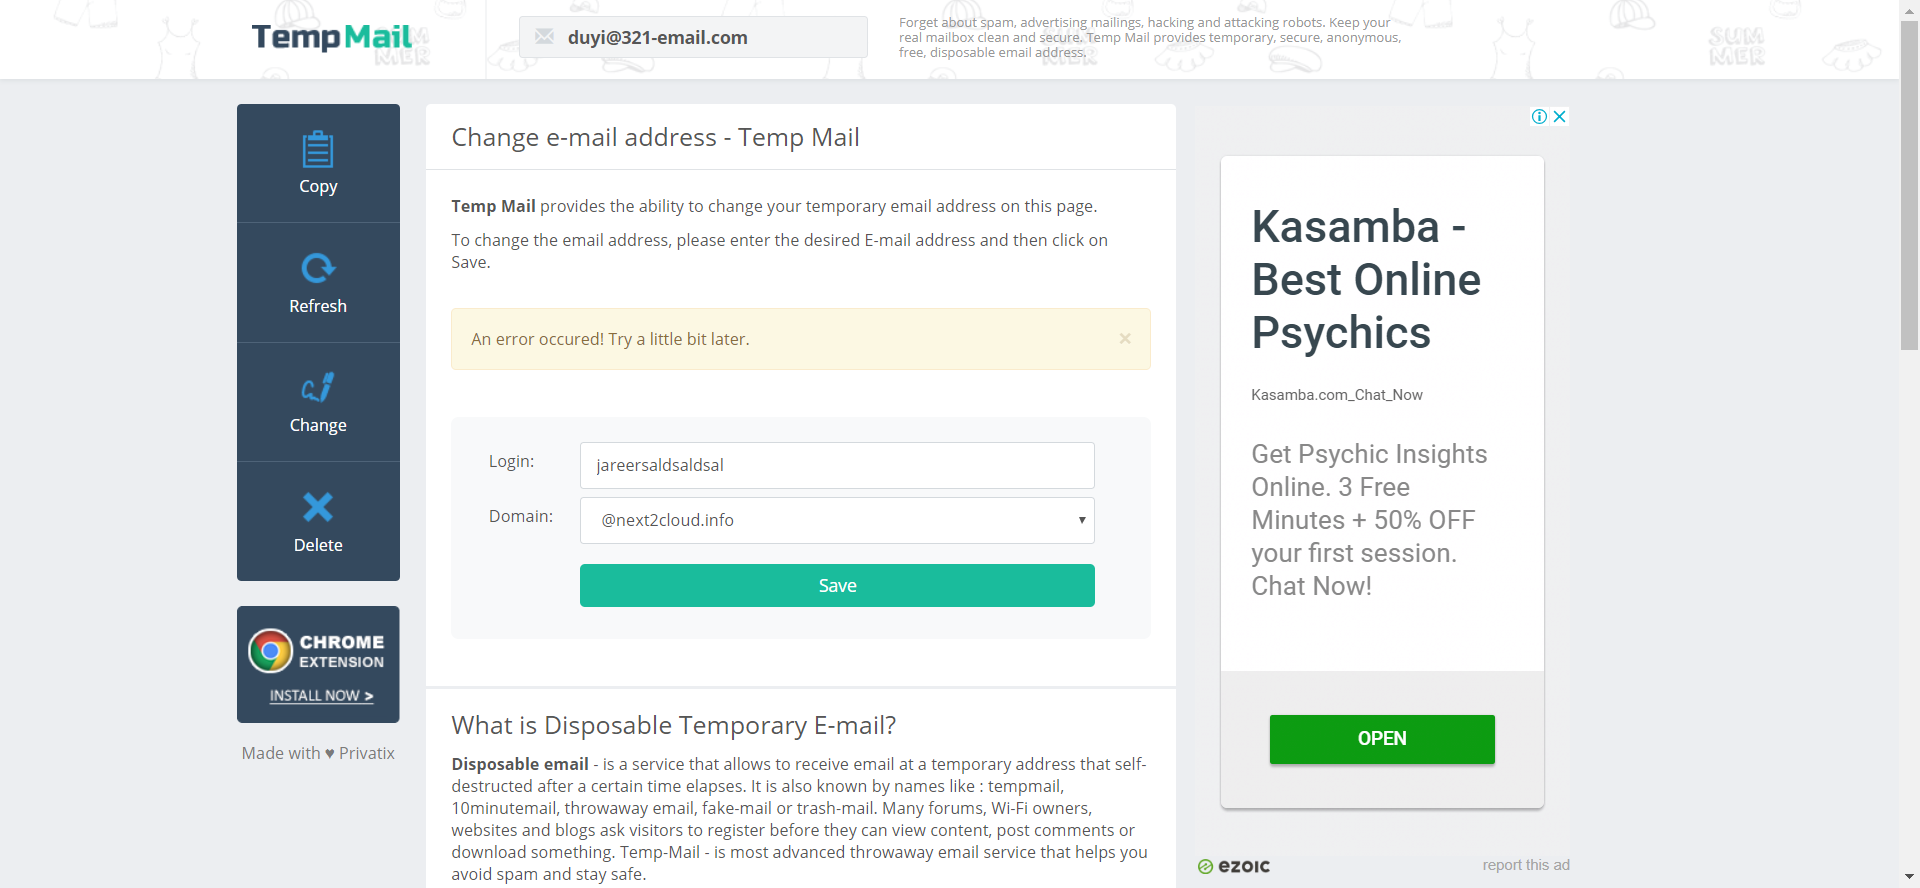 TempMail
duyi@321-email.com
Forget about spam, advertising mailings, hacking and attacking robots. Keep your
real mailbox clean and secure. Temp Mail provides temporary, secure, anonymous,
free, disposable email address.
SUM
MER
Copy
Refresh
Change
Delete
CHROME
EXTENSION
INSTALL NOW >
Made with ♥ Privatix
Change e-mail address - Temp Mail
Temp Mail provides the ability to change your temporary email address on this page.
To change the email address, please enter the desired E-mail address and then click on
Save.
An error occured! Try a little bit later.
×
Login:
jareersaldsaldsal
Domain:
@next2cloud.info
Save
What is Disposable Temporary E-mail?
Disposable email - is a service that allows to receive email at a temporary address that self-
destructed after a certain time elapses. It is also known by names like : tempmail,
10minutemail, throwaway email, fake-mail or trash-mail. Many forums, Wi-Fi owners,
websites and blogs ask visitors to register before they can view content, post comments or
download something. Temp-Mail - is most advanced throwaway email service that helps you
avoid spam and stay safe.
Kasamba -
Best Online
Psychics
Kasamba.com_Chat_Now
Get Psychic Insights
Online. 3 Free
Minutes + 50% OFF
your first session.
Chat Now!
OPEN
ezoic
report this ad